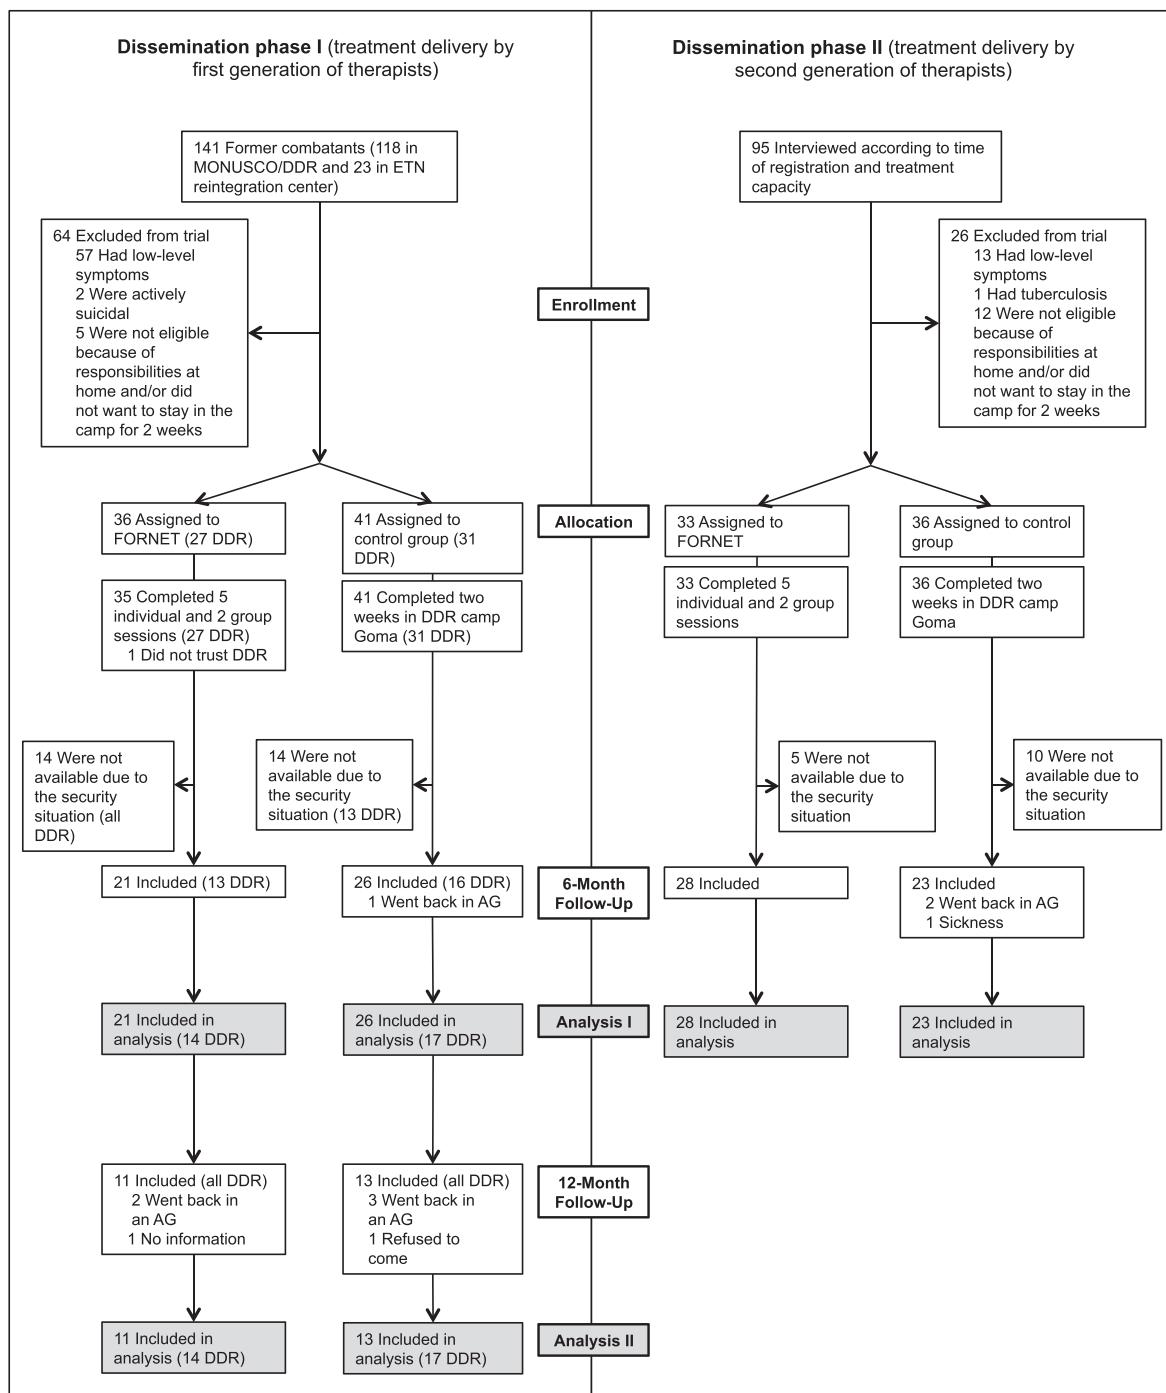 Dissemination phase I (treatment delivery by
first generation of therapists)
Dissemination phase II (treatment delivery by
second generation of therapists)
141 Former combatants (118 in
MONUSCO/DDR and 23 in ETN
reintegration center)
95 Interviewed according to time
of registration and treatment
capacity
64 Excluded from trial
57 Had low-level
symptoms
2 Were actively
suicidal
5 Were not eligible
because of
responsibilities at
home and/or did
not want to stay in the
camp for 2 weeks
Enrollment
26 Excluded from trial
13 Had low-level
symptoms
1 Had tuberculosis
12 Were not eligible
because of
responsibilities at
home and/or did
not want to stay in the
camp for 2 weeks
36 Assigned to
FORNET (27 DDR)
41 Assigned to
control group (31
DDR)
Allocation
33 Assigned to
FORNET
36 Assigned to control
group
35 Completed 5
individual and 2 group
sessions (27 DDR)
1 Did not trust DDR
41 Completed two
weeks in DDR camp
Goma (31 DDR)
33 Completed 5
individual and 2 group
sessions
36 Completed two
weeks in DDR camp
Goma
14 Were not
available due to
the security
situation (all
DDR)
14 Were not
available due to
the security
situation (13 DDR)
5 Were not
available due to
the security
situation
10 Were not
available due to
the security
situation
21 Included (13 DDR)
26 Included (16 DDR)
1 Went back in AG
6-Month
Follow-Up
28 Included
23 Included
2 Went back in AG
1 Sickness
21 Included in
analysis (14 DDR)
26 Included in
analysis (17 DDR)
Analysis I
28 Included in
analysis
23 Included in
analysis
11 Included (all DDR)
2 Went back in
an AG
1 No information
13 Included (all DDR)
3 Went back in
an AG
1 Refused to
come
12-Month
Follow-Up
11 Included in
analysis (14 DDR)
13 Included in
analysis (17 DDR)
Analysis II